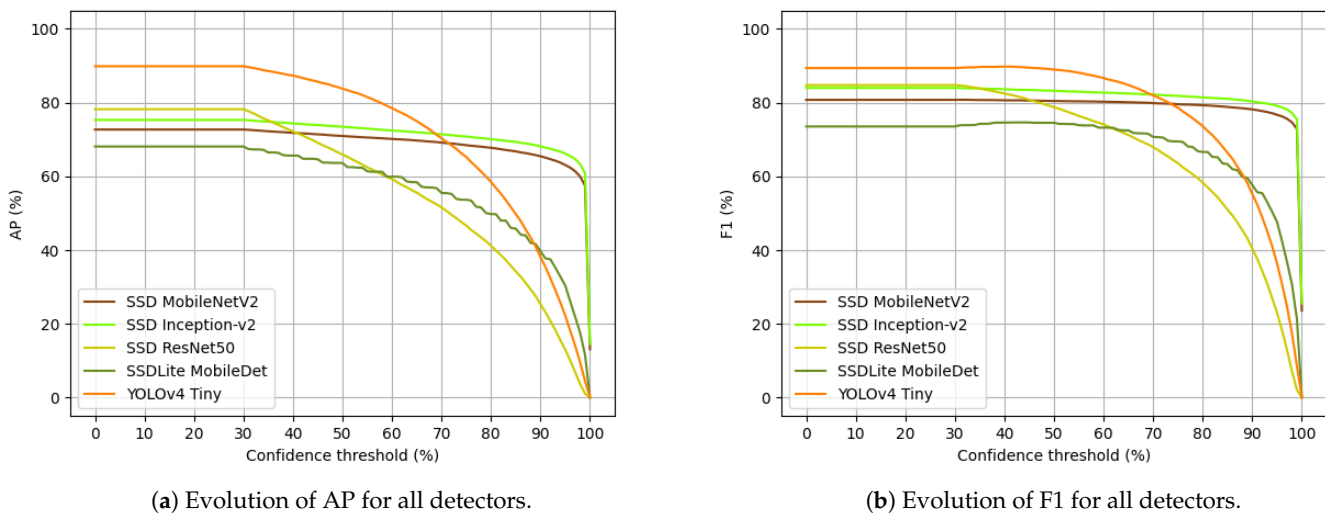 100
80
60
40
20
0
AP (%)
SSD MobileNetV2
SSD Inception-v2
SSD ResNet50
SSDLite MobileDet
YOLOv4 Tiny
0 10 20 30 40 50 60 70 80 90 100
Confidence threshold (%)
(a) Evolution of AP for all detectors.
100
80
60
40
20
0
F1 (%)
SSD MobileNetV2
SSD Inception-v2
SSD ResNet50
SSDLite MobileDet
YOLOv4 Tiny
0 10 20 30 40 50 60 70 80 90 100
Confidence threshold (%)
(b) Evolution of F1 for all detectors.